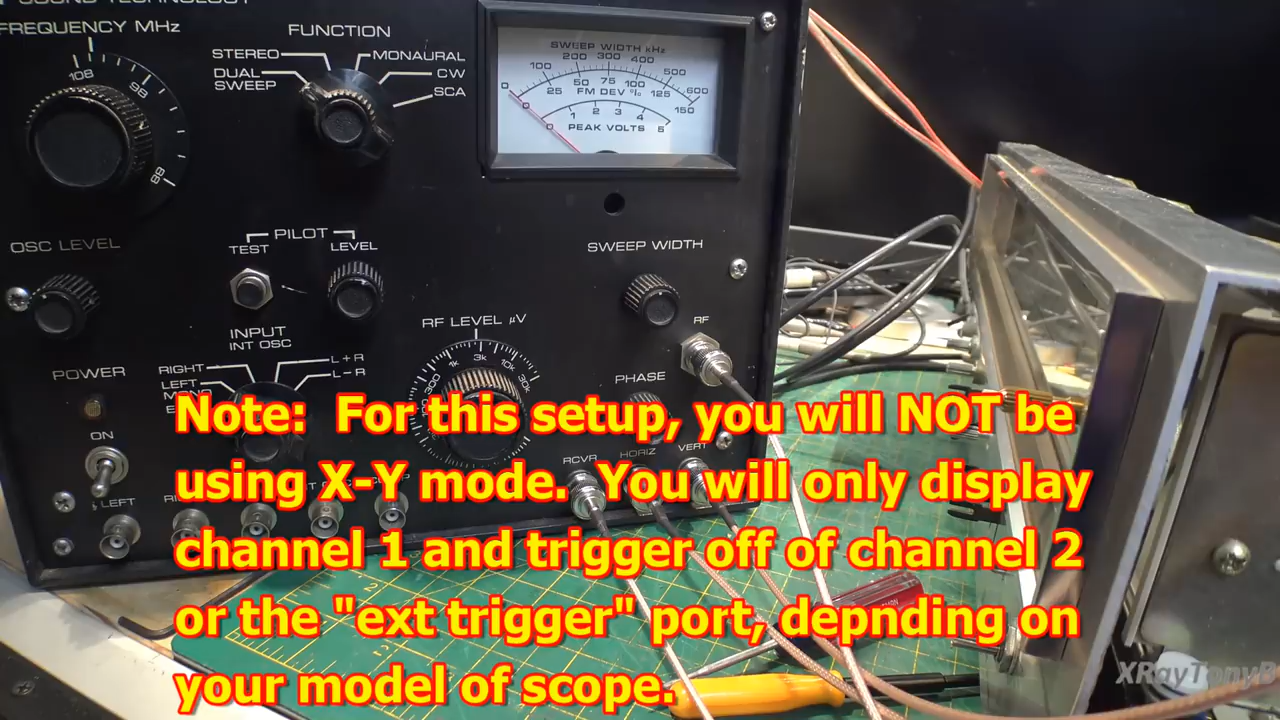 SOUND TECHNOLOGY
FREQUENCY MHz
108
98
88
FUNCTION
STEREO
MONAURAL
DUAL SWEEP
CW
SCA
SWEEP WIDTH kHz
0 100 200 300 400 500 600
0 25 50 75 100 125 150
FM DEV %
0 1 2 3 4 5
PEAK VOLTS
OSC LEVEL
PILOT
TEST
LEVEL
SWEEP WIDTH
RF
INPUT
INT OSC
RIGHT
LEFT
L+R
L-R
RF LEVEL µV
300 1k 3k 10k
PHASE
POWER
ON
LEFT
RCVR
HORIZ
VERT
Note: For this setup, you will NOT be
using X-Y mode. You will only display
channel 1 and trigger off of channel 2
or the "ext trigger" port, depnding on
your model of scope.
XRayTonyB